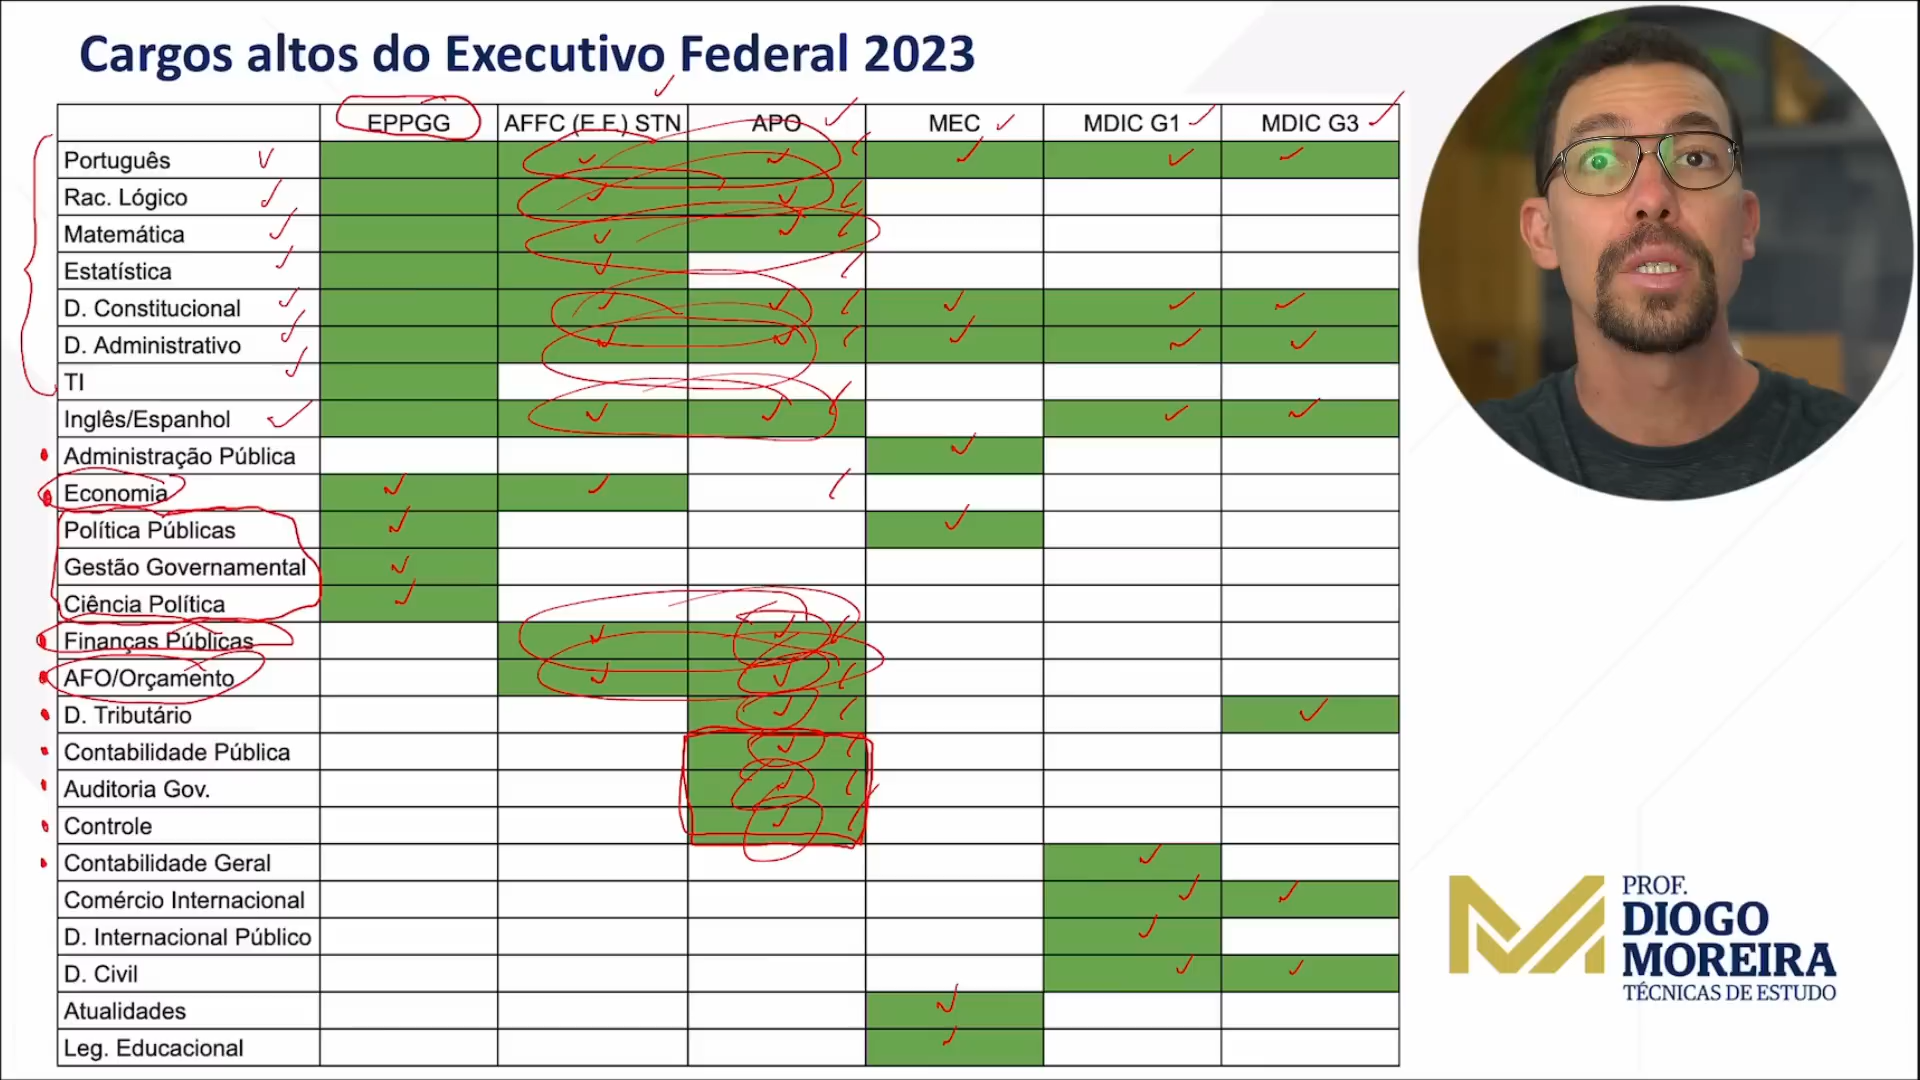 Cargos altos do Executivo Federal 2023
EPPGG AFFC (E.F.) STN APO MEC MDIC G1 MDIC G3
Português
Rac. Lógico
Matemática
Estatística
D. Constitucional
D. Administrativo
TI
Inglês/Espanhol
Administração Pública
Economia
Política Públicas
Gestão Governamental
Ciência Política
Finanças Públicas
AFO/Orçamento
D. Tributário
Contabilidade Pública
Auditoria Gov.
Controle
Contabilidade Geral
Comércio Internacional
D. Internacional Público
D. Civil
Atualidades
Leg. Educacional
PROF.
DIOGO
MOREIRA
TÉCNICAS DE ESTUDO